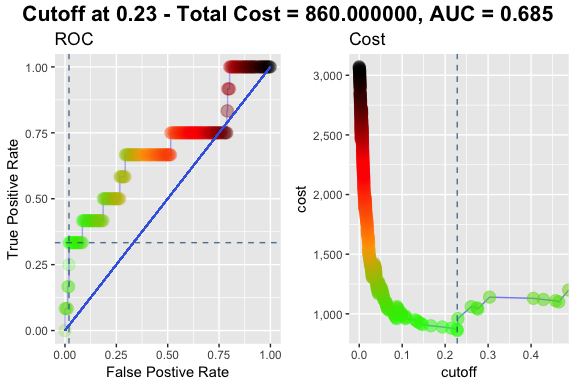 Cutoff at 0.23 - Total Cost = 860.000000, AUC = 0.685
ROC
True Positive Rate
1.00
0.75
0.50
0.25
0.00
0.00 0.25 0.50 0.75 1.00
False Postive Rate
Cost
cost
3,000
2,500
2,000
1,500
1,000
0.0 0.1 0.2 0.3 0.4
cutoff